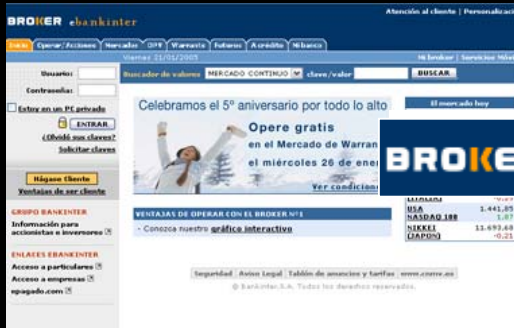 BROKER ebankinter
Atención al cliente | Personalizaci
Inicio Operar/Acciones Mercados OPV Warrants Futuros A crédito Mi banco
Viernes 21/01/2005
Mi broker | Servicios Móvi
Usuario:
Contraseña:
Estoy en un PC privado
ENTRAR
¿Olvidó sus claves?
Solicitar claves
Hágase Cliente
Ventajas de ser cliente
GRUPO BANKINTER
Información para
accionistas e inversores
ENLACES EBANKINTER
Acceso a particulares
Acceso a empresas
epagado.com
Buscador de valores MERCADO CONTINUO clave/valor BUSCAR
Celebramos el 5º aniversario por todo lo alto
Opere gratis
en el Mercado de Warran
el miércoles 26 de ener
Ver condicion
VENTAJAS DE OPERAR CON EL BROKER Nº1
- Conozca nuestro gráfico interactivo
El mercado hoy
BROKE
(ITALIA)
USA 1.441,85
NASDAQ 100 1.07
NIKKEI 11.693,68
(JAPON) -0.21
Seguridad | Aviso Legal | Tablón de anuncios y tarifas | www.cnmv.es
© Bankinter.S.A. Todos los derechos reservados.